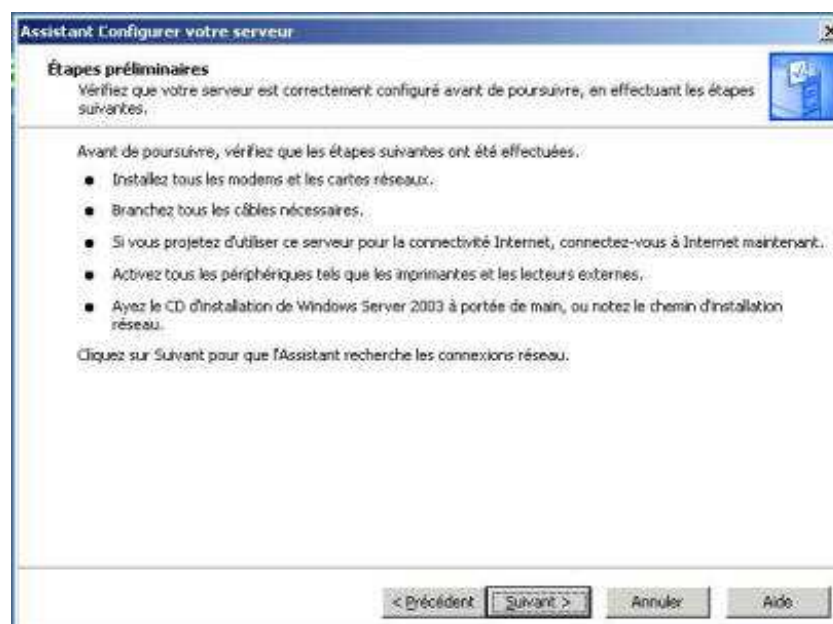 Assistant Configurer votre serveur
Étapes préliminaires
Vérifiez que votre serveur est correctement configuré avant de poursuivre, en effectuant les étapes
suivantes.
Avant de poursuivre, vérifiez que les étapes suivantes ont été effectuées.
● Installez tous les modems et les cartes réseaux.
● Branchez tous les câbles nécessaires.
● Si vous projetez d'utiliser ce serveur pour la connectivité Internet, connectez-vous à Internet maintenant.
● Activez tous les périphériques tels que les imprimantes et les lecteurs externes.
● Ayez le CD d'installation de Windows Server 2003 à portée de main, ou notez le chemin d'installation
réseau.
Cliquez sur Suivant pour que l'Assistant recherche les connexions réseau.
< Précédent Suivant > Annuler Aide